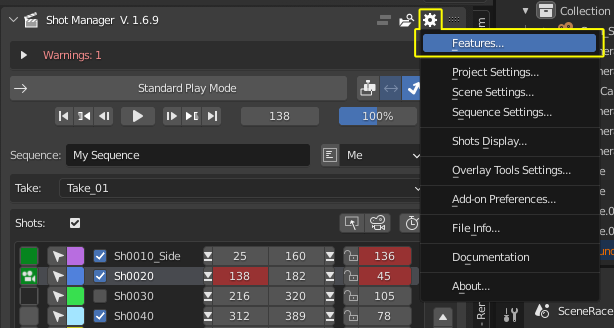 Shot Manager V. 1.6.9
Collection
Warnings: 1
Features...
Standard Play Mode
Project Settings...
Scene Settings...
138
100%
Sequence Settings...
Sequence:
My Sequence
Me
Shots Display...
Take:
Take_01
Overlay Tools Settings...
Add-on Preferences...
Shots:
File Info...
Sh0010_Side
25
160
136
Documentation
Sh0020
138
182
45
About...
Sh0030
216
320
105
Sh0040
312
389
78
SceneRace